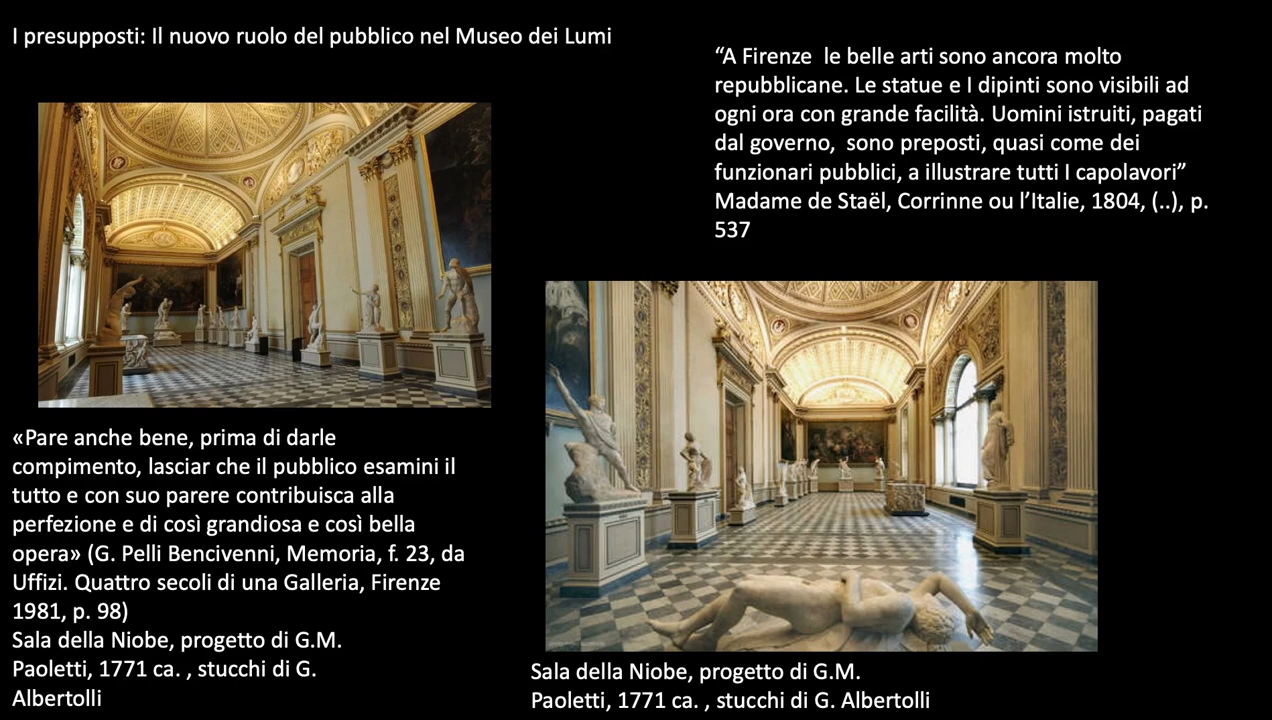 I presupposti: Il nuovo ruolo del pubblico nel Museo dei Lumi
“A Firenze  le belle arti sono ancora molto
repubblicane. Le statue e I dipinti sono visibili ad
ogni ora con grande facilità. Uomini istruiti, pagati
dal governo,  sono preposti, quasi come dei
funzionari pubblici, a illustrare tutti I capolavori”
Madame de Staël, Corrinne ou l’Italie, 1804, (..), p.
537
«Pare anche bene, prima di darle
compimento, lasciar che il pubblico esamini il
tutto e con suo parere contribuisca alla
perfezione e di così grandiosa e così bella
opera» (G. Pelli Bencivenni, Memoria, f. 23, da
Uffizi. Quattro secoli di una Galleria, Firenze
1981, p. 98)
Sala della Niobe, progetto di G.M.
Paoletti, 1771 ca. , stucchi di G.
Albertolli
Sala della Niobe, progetto di G.M.
Paoletti, 1771 ca. , stucchi di G. Albertolli